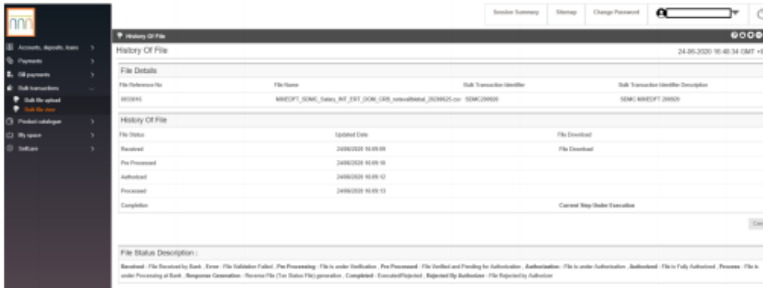 Session Summary Sitemap Change Password
History Of File
Accounts, deposits, loans
History Of File 24-06-2020 16:48:34 GMT
Payments
File Details
Bill payments
File Reference No. File Name Bulk Transaction Identifier Bulk Transaction Identifier Description
Bulk transactions
Bulk file upload
Bulk file view
Product catalogue
History Of File
My space
File Status Updated Date File Download
Selfcare
Received 24/06/2020 16:09:09 File Download
Pre Processed 24/06/2020 16:09:10
Authorized 24/06/2020 16:09:12
Processed 24/06/2020 16:09:13
Completion Current Step Under Execution
File Status Description :
Received : File Received by Bank , Error : File Validation Failed , Pre Processing : File is under Verification , Pre Processed : File Verified and Pending for Authorization , Authorization : File is under Authorization , Authorized : File is Fully Authorized , Process : File is
under Processing at Bank , Response Generation : Reverse File (Txn Status File) generation , Completed : Executed/Rejected , Rejected By Authorizer : File Rejected by Authorizer